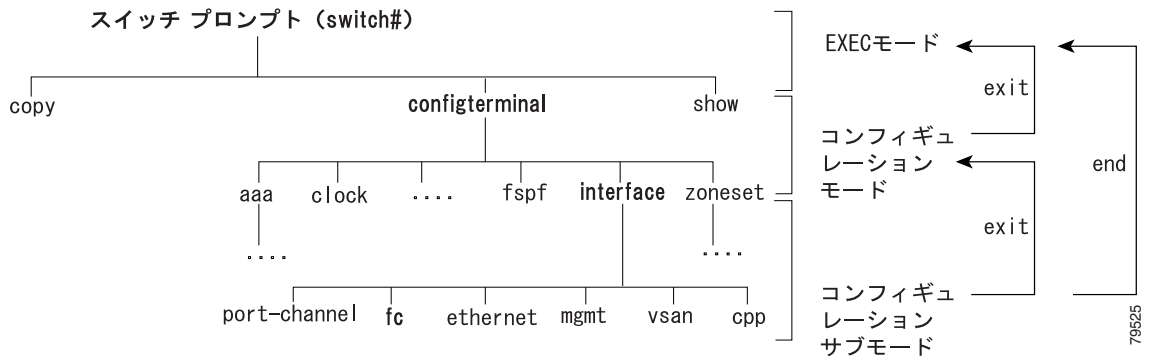 スイッチ プロンプト（switch#）
copy
configterminal
show
aaa
clock
....
fspf
interface
zoneset
....
....
port-channel
fc
ethernet
mgmt
vsan
cpp
EXECモード
exit
コンフィギュ
レーション
モード
end
exit
コンフィギュ
レーション
サブモード
79525